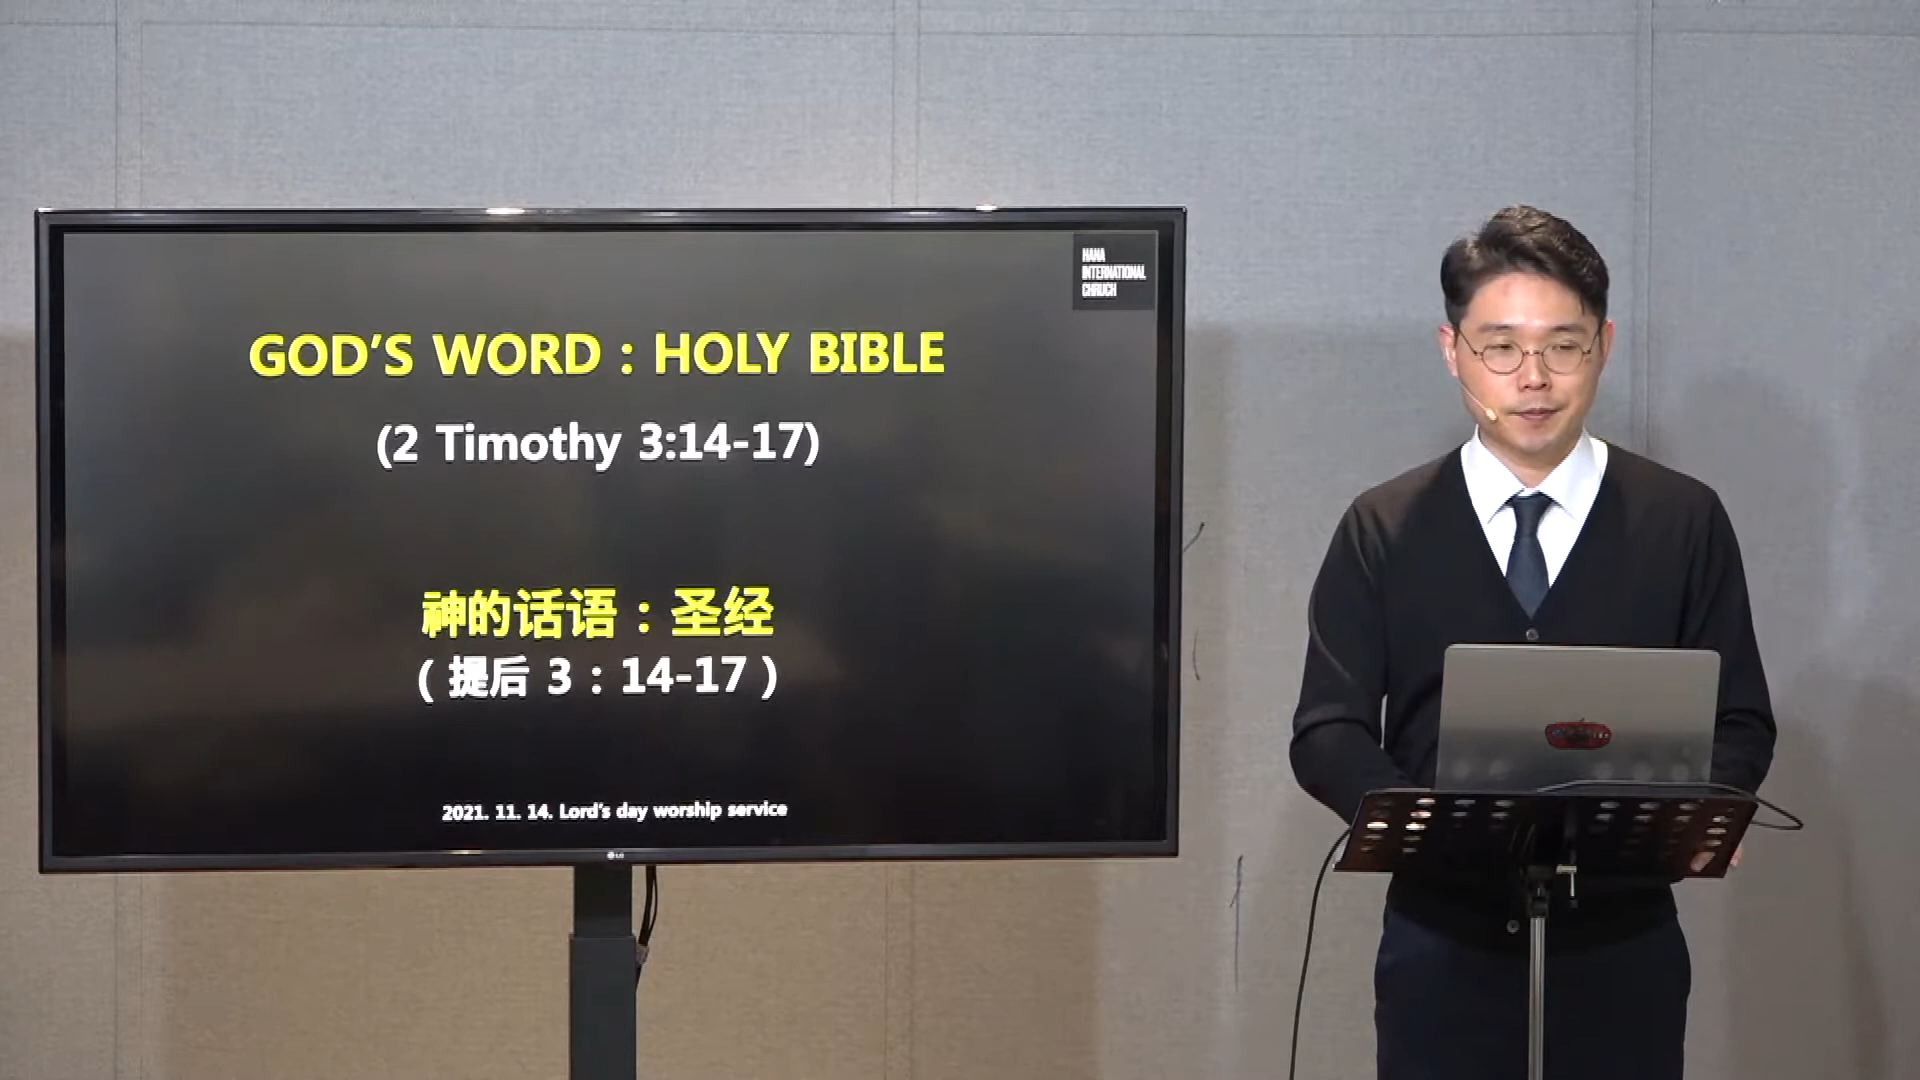 HANA
INTERNATIONAL
CHRUCH
GOD'S WORD : HOLY BIBLE
(2 Timothy 3:14-17)
神的话语：圣经
( 提后 3：14-17 )
2021. 11. 14. Lord's day worship service
LG